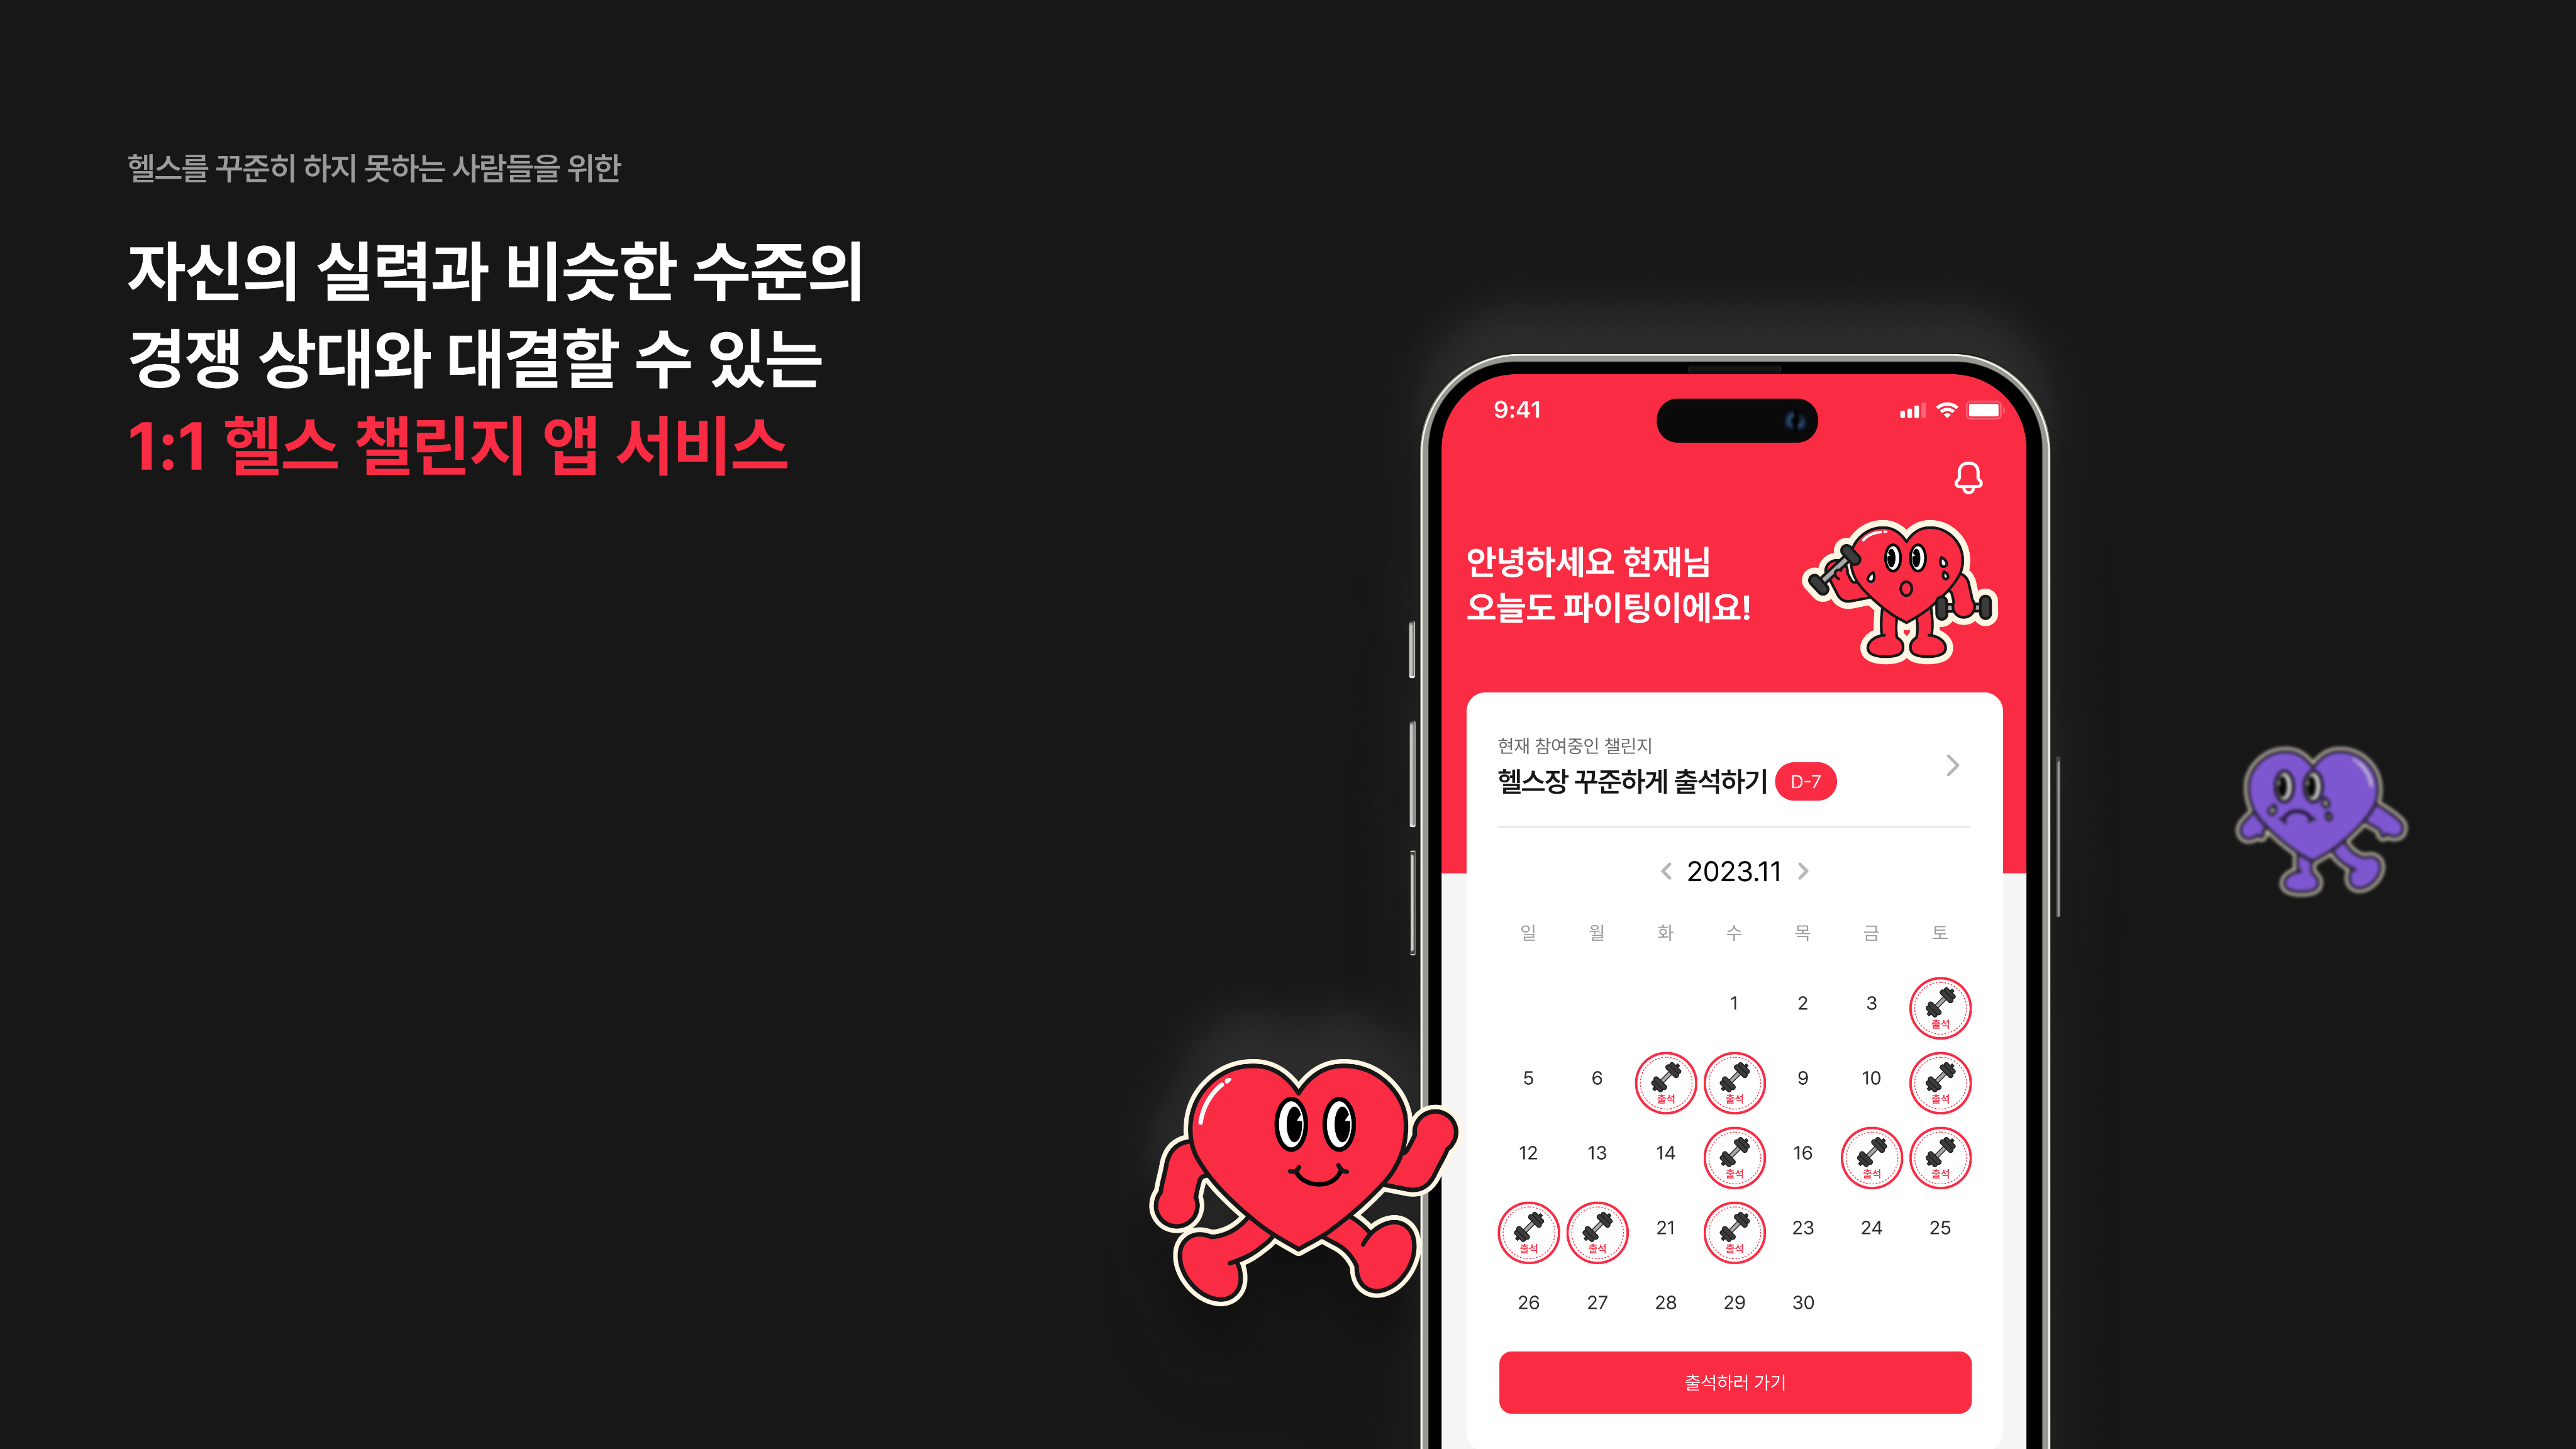 헬스를 꾸준히 하지 못하는 사람들을 위한
자신의 실력과 비슷한 수준의
경쟁 상대와 대결할 수 있는
1:1 헬스 챌린지 앱 서비스
9:41
안녕하세요 현재님
오늘도 파이팅이에요!
현재 참여중인 챌린지
헬스장 꾸준하게 출석하기 D-7
2023.11
일 월 화 수 목 금 토
1 2 3 출석
5 6 출석 출석 9 10 출석
12 13 14 출석 16 출석 출석
출석 출석 21 출석 23 24 25
26 27 28 29 30
출석하러 가기